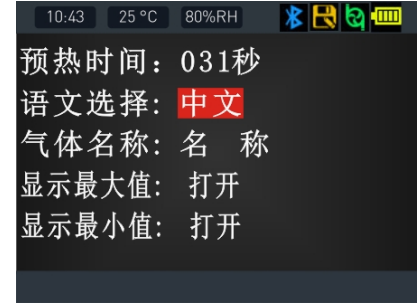 10:43 25 °C 80%RH
预热时间：031秒
语文选择: 中文
气体名称: 名 称
显示最大值: 打开
显示最小值: 打开